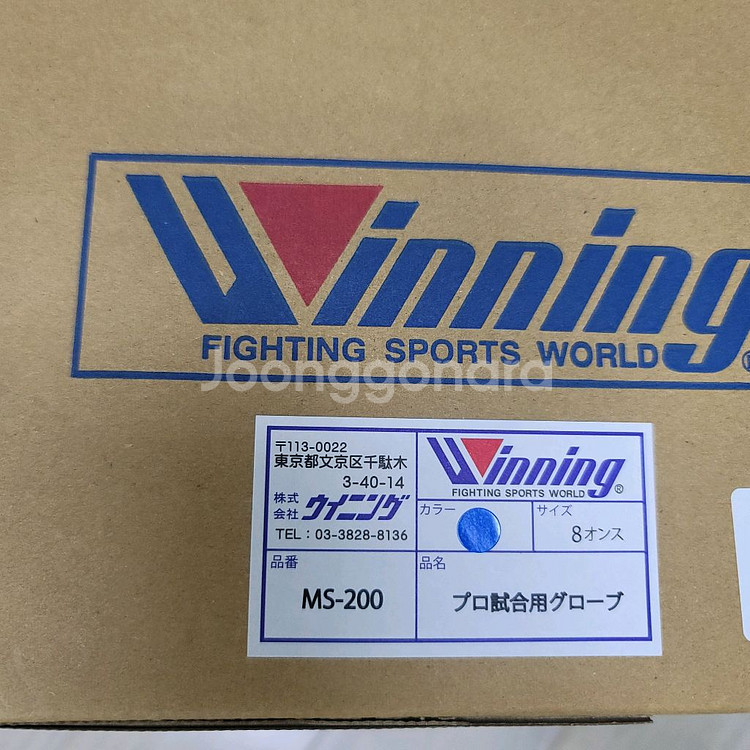 Winning
FIGHTING SPORTS WORLD
Joonggonara
〒113-0022
東京都文京区千駄木
3-40-14
株式会社 ウイニング
TEL：03-3828-8136
Winning®
FIGHTING SPORTS WORLD
カラー
サイズ
8オンス
品番
MS-200
品名
プロ試合用グローブ